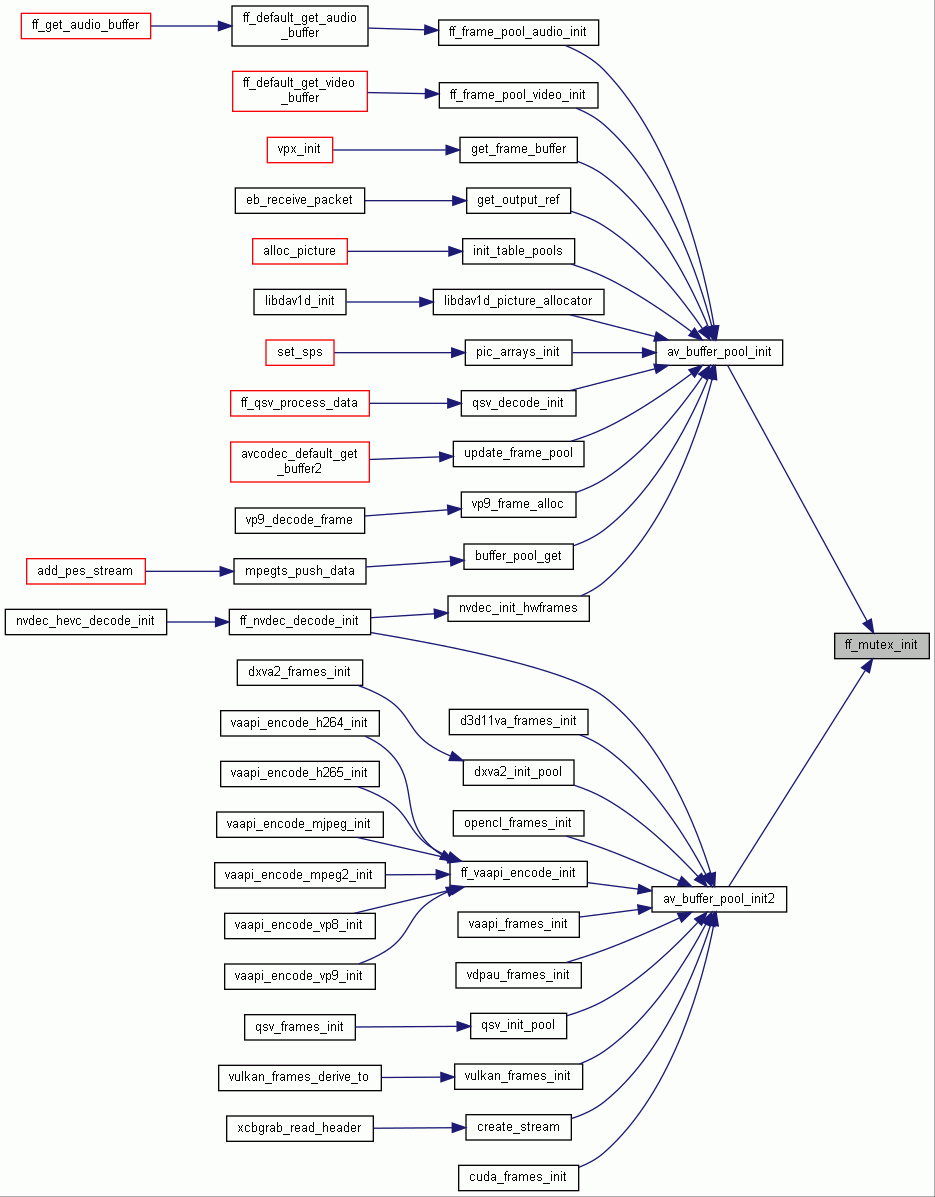 ff_get_audio_buffer
ff_default_get_audio
_buffer
ff_frame_pool_audio_init
ff_default_get_video
_buffer
ff_frame_pool_video_init
vpx_init
get_frame_buffer
eb_receive_packet
get_output_ref
alloc_picture
init_table_pools
libdav1d_init
libdav1d_picture_allocator
set_sps
pic_arrays_init
av_buffer_pool_init
ff_qsv_process_data
qsv_decode_init
avcodec_default_get
_buffer2
update_frame_pool
vp9_decode_frame
vp9_frame_alloc
add_pes_stream
mpegts_push_data
buffer_pool_get
nvdec_hevc_decode_init
ff_nvdec_decode_init
nvdec_init_hwframes
ff_mutex_init
dxva2_frames_init
vaapi_encode_h264_init
d3d11va_frames_init
vaapi_encode_h265_init
dxva2_init_pool
vaapi_encode_mjpeg_init
opencl_frames_init
vaapi_encode_mpeg2_init
ff_vaapi_encode_init
av_buffer_pool_init2
vaapi_encode_vp8_init
vaapi_frames_init
vaapi_encode_vp9_init
vdpau_frames_init
qsv_frames_init
qsv_init_pool
vulkan_frames_derive_to
vulkan_frames_init
xcbgrab_read_header
create_stream
cuda_frames_init